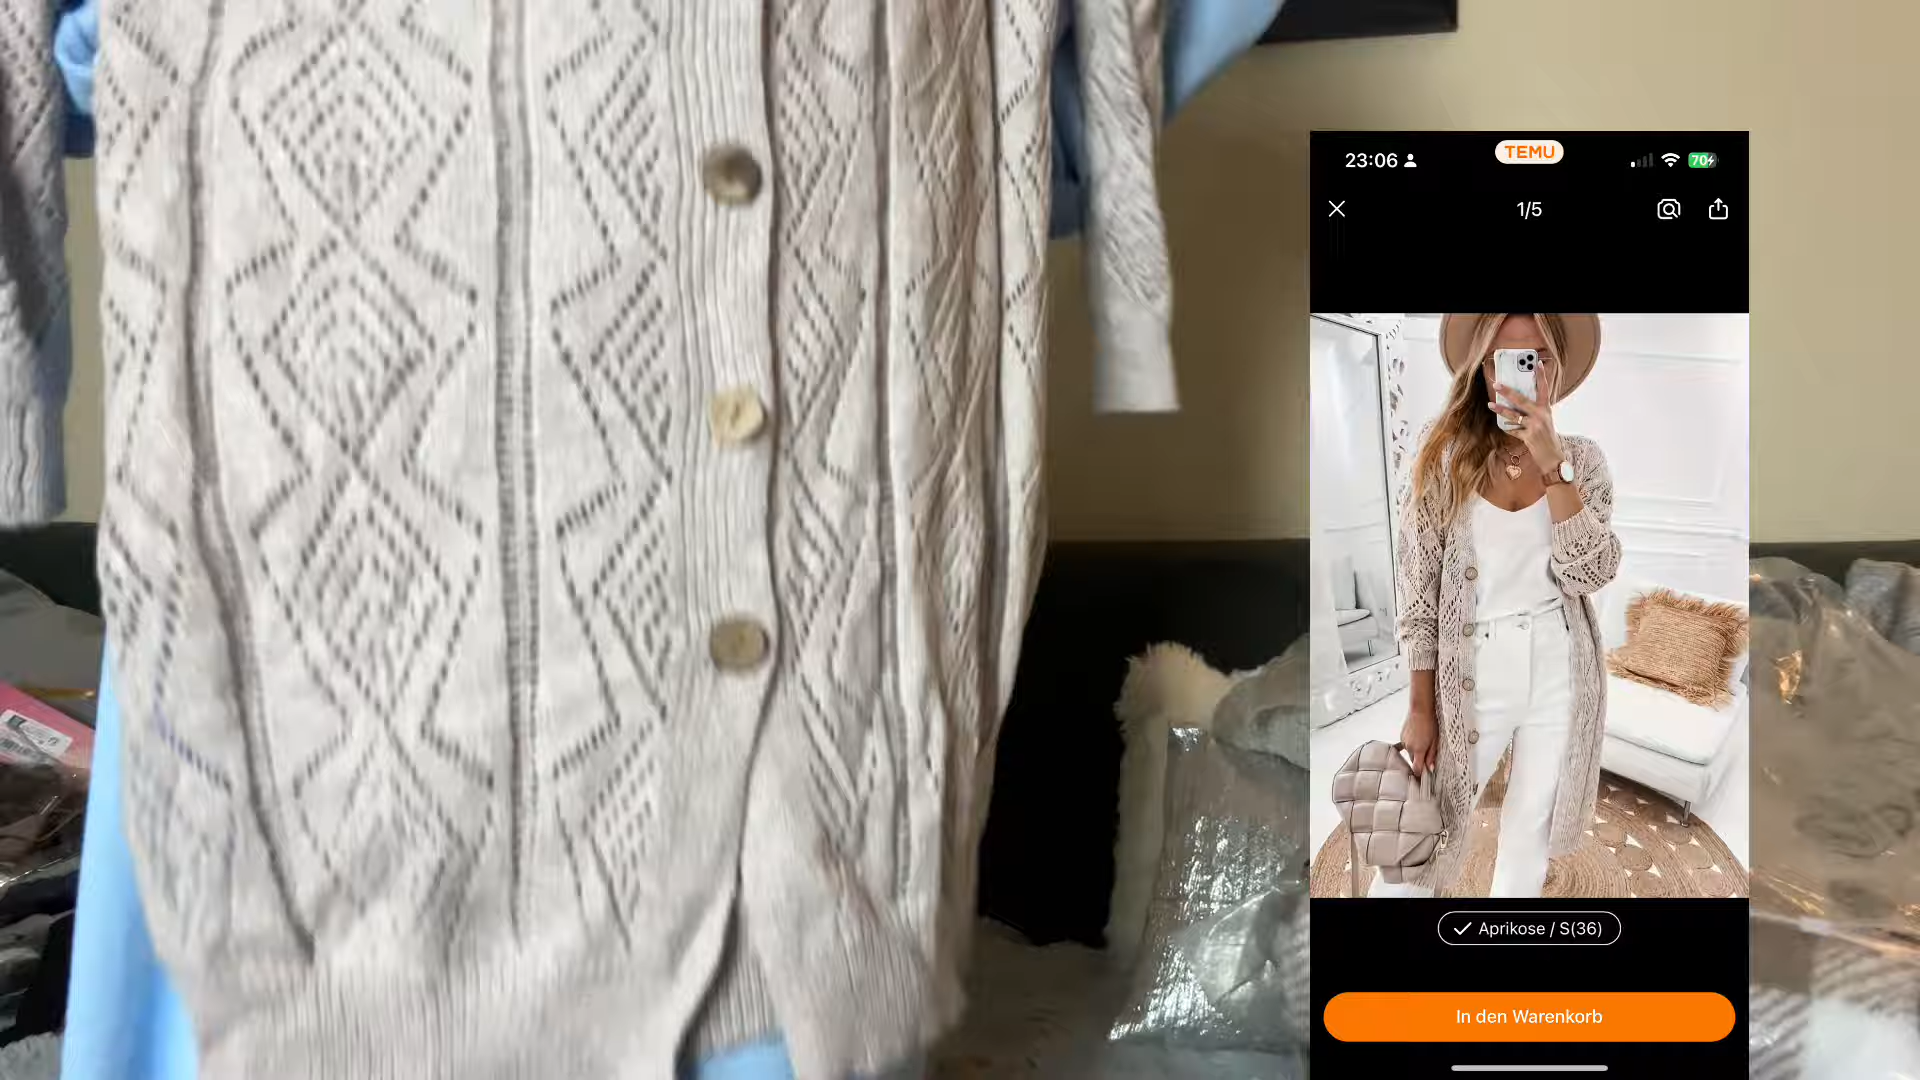 23:06
TEMU
70
1/5
Aprikose / S(36)
In den Warenkorb